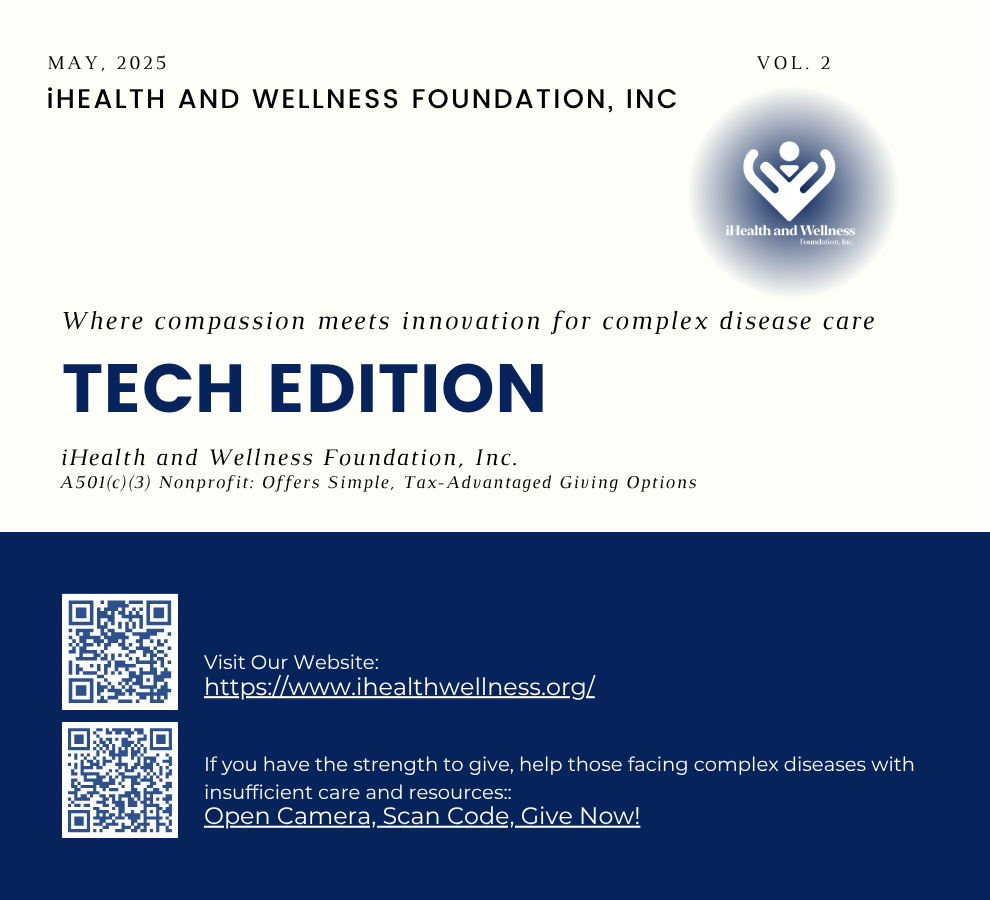 MAY, 2025
VOL. 2
iHEALTH AND WELLNESS FOUNDATION, INC
iHealth and Wellness
Foundation, Inc.
Where compassion meets innovation for complex disease care
TECH EDITION
iHealth and Wellness Foundation, Inc.
A501(c)(3) Nonprofit: Offers Simple, Tax-Advantaged Giving Options
Visit Our Website:
https://www.ihealthwellness.org/
If you have the strength to give, help those facing complex diseases with
insufficient care and resources::
Open Camera, Scan Code, Give Now!